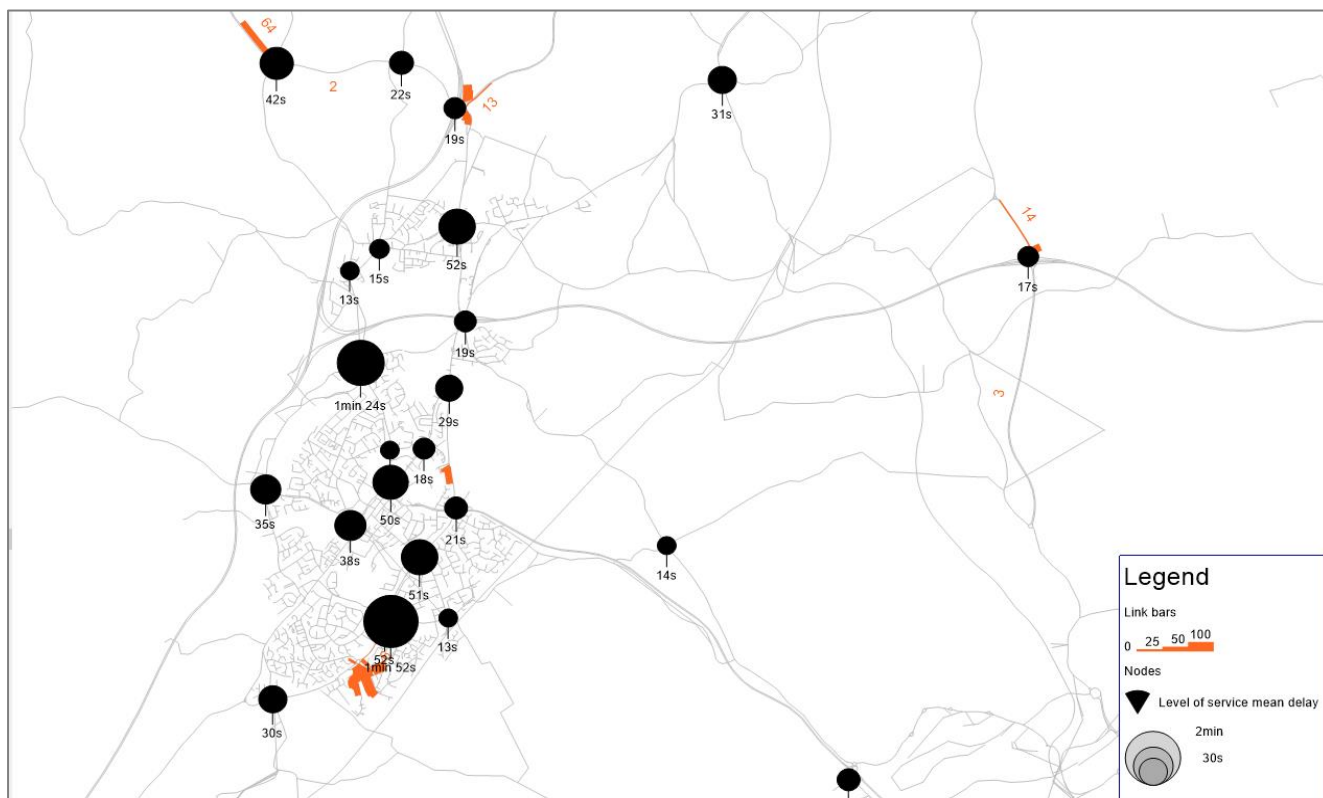 64
2
42s
22s
13
19s
31s
52s
15s
13s
14
17s
19s
1min 24s
29s
3
18s
35s
50s
21s
38s
51s
14s
13s
52s
1min 52s
30s
Legend
Link bars
0 25 50 100
Nodes
Level of service mean delay
2min
30s